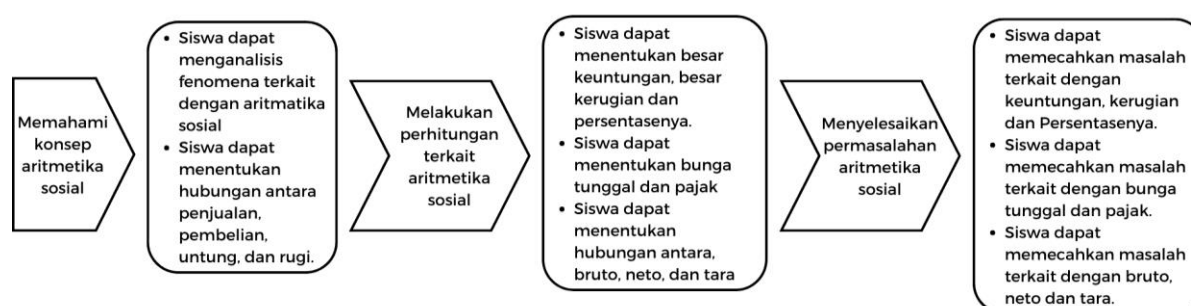 Memahami
konsep
aritmetika
sosial
• Siswa dapat
menganalisis
fenomena terkait
dengan aritmatika
sosial
• Siswa dapat
menentukan
hubungan antara
penjualan,
pembelian,
untung, dan rugi.
Melakukan
perhitungan
terkait
aritmetika
sosial
• Siswa dapat
menentukan besar
keuntungan, besar
kerugian dan
persentasenya.
• Siswa dapat
menentukan bunga
tunggal dan pajak
• Siswa dapat
menentukan
hubungan antara,
bruto, neto, dan tara
Menyelesaikan
permasalahan
aritmetika
sosial
• Siswa dapat
memecahkan masalah
terkait dengan
keuntungan, kerugian
dan Persentasenya.
• Siswa dapat
memecahkan masalah
terkait dengan bunga
tunggal dan pajak.
• Siswa dapat
memecahkan masalah
terkait dengan bruto,
neto dan tara.